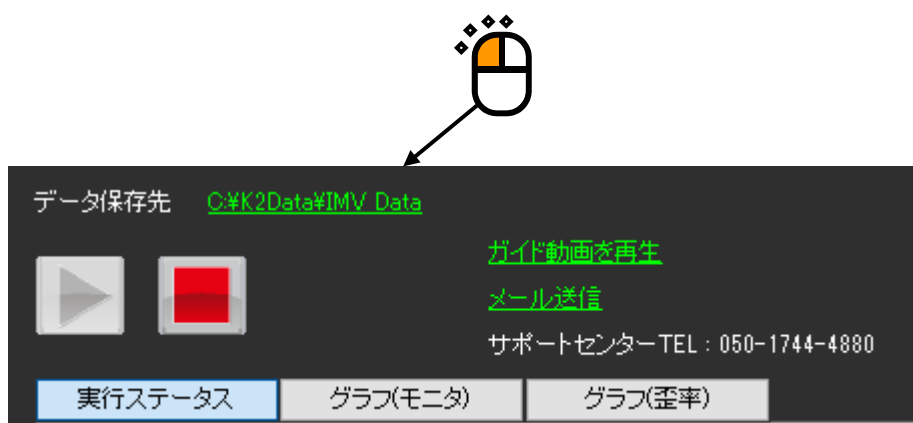 データ保存先 C:¥K2Data¥IMV Data
ガイド動画を再生
メール送信
サポートセンターTEL：050-1744-4880
実行ステータス グラフ(モニタ) グラフ(歪率)